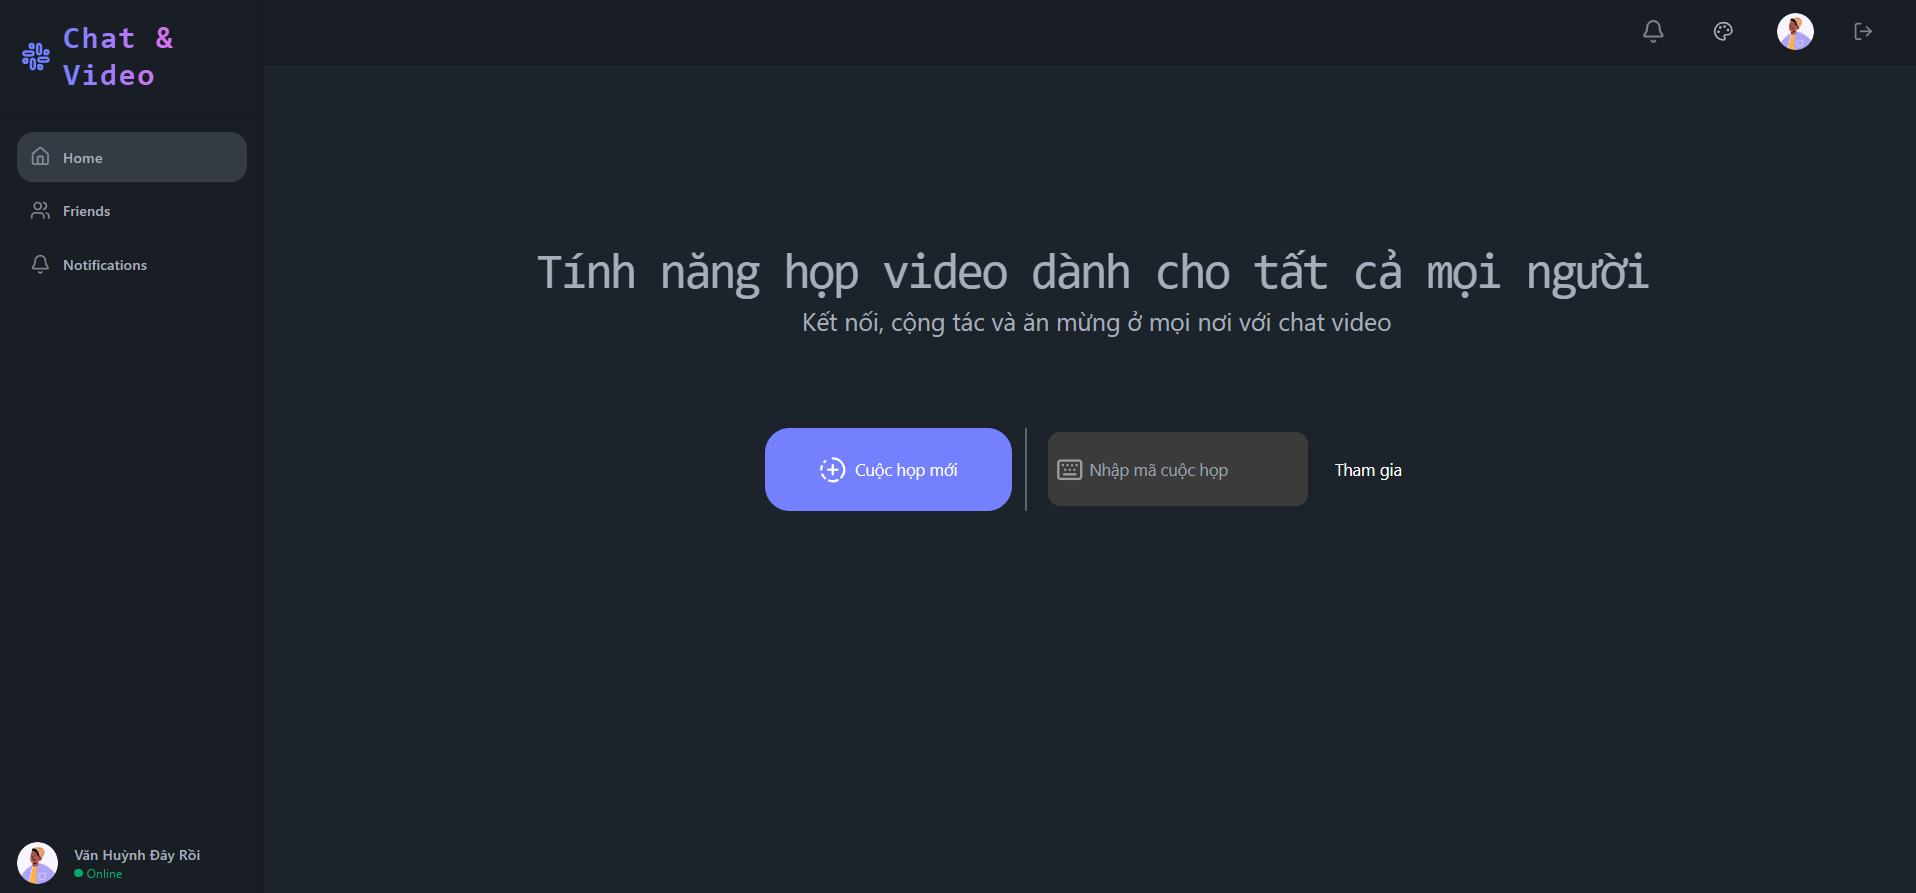 Chat &
Video
Home
Friends
Notifications
Tính năng họp video dành cho tất cả mọi người
Kết nối, cộng tác và ăn mừng ở mọi nơi với chat video
Cuộc họp mới
Nhập mã cuộc họp
Tham gia
Văn Huỳnh Đây Rồi
Online